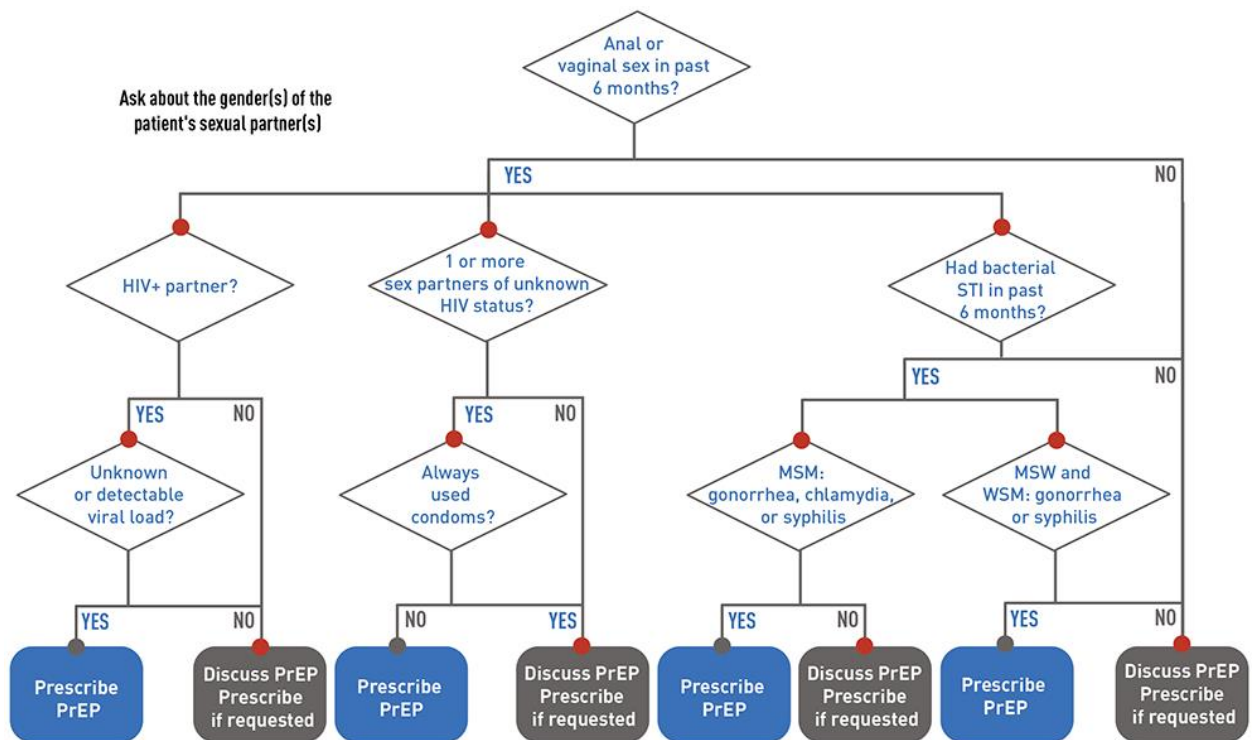 Anal or
vaginal sex in past
6 months?
Ask about the gender(s) of the
patient's sexual partner(s)
YES
NO
HIV+ partner?
1 or more
sex partners of unknown
HIV status?
Had bacterial
STI in past
6 months?
YES
NO
YES
NO
YES
NO
Unknown
or detectable
viral load?
Always
used
condoms?
MSM:
gonorrhea, chlamydia,
or syphilis
MSW and
WSM: gonorrhea
or syphilis
YES
NO
NO
YES
YES
NO
YES
NO
Prescribe
PrEP
Discuss PrEP
Prescribe
if requested
Prescribe
PrEP
Discuss PrEP
Prescribe
if requested
Prescribe
PrEP
Discuss PrEP
Prescribe
if requested
Prescribe
PrEP
Discuss PrEP
Prescribe
if requested